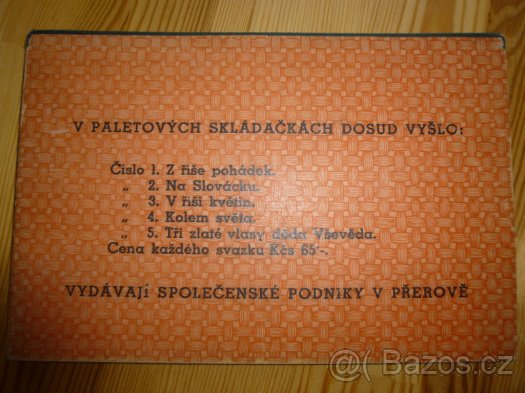 V PALETOVÝCH SKLÁDAČKÁCH DOSUD VYŠLO:
Číslo 1. Z říše pohádek.
„ 2. Na Slovácku.
„ 3. V říši květin.
„ 4. Kolem světa.
„ 5. Tři zlaté vlasy děda Vševěda.
Cena každého svazku Kčs 65·-.
VYDÁVAJÍ SPOLEČENSKÉ PODNIKY V PŘEROVĚ
Bazos.cz